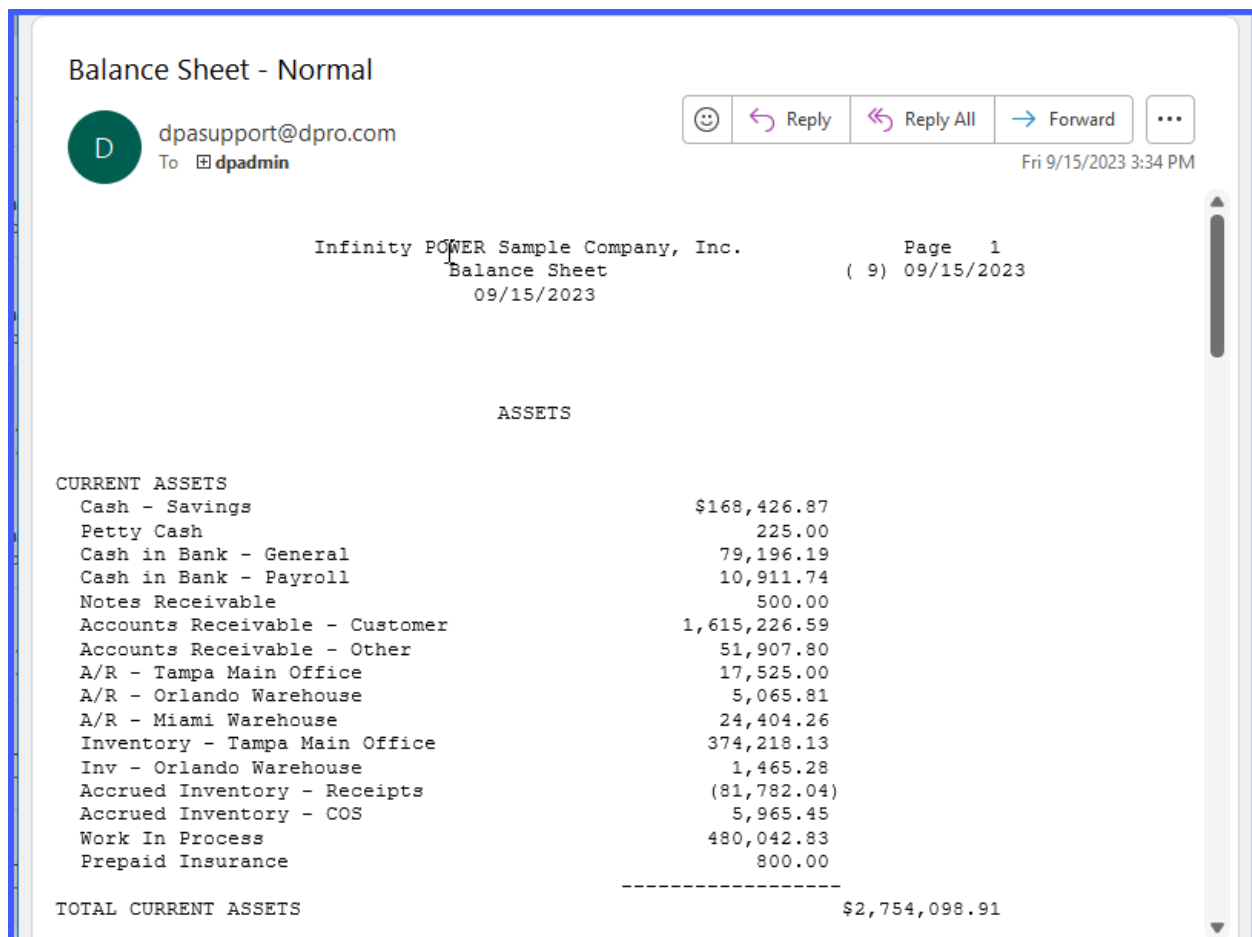 Balance Sheet - Normal
D
dpasupport@dpro.com
To dpadmin
Reply Reply All Forward
Fri 9/15/2023 3:34 PM
Infinity POWER Sample Company, Inc. Page 1
Balance Sheet ( 9) 09/15/2023
09/15/2023
ASSETS
CURRENT ASSETS
Cash - Savings $168,426.87
Petty Cash 225.00
Cash in Bank - General 79,196.19
Cash in Bank - Payroll 10,911.74
Notes Receivable 500.00
Accounts Receivable - Customer 1,615,226.59
Accounts Receivable - Other 51,907.80
A/R - Tampa Main Office 17,525.00
A/R - Orlando Warehouse 5,065.81
A/R - Miami Warehouse 24,404.26
Inventory - Tampa Main Office 374,218.13
Inv - Orlando Warehouse 1,465.28
Accrued Inventory - Receipts (81,782.04)
Accrued Inventory - COS 5,965.45
Work In Process 480,042.83
Prepaid Insurance 800.00
------------------
TOTAL CURRENT ASSETS $2,754,098.91